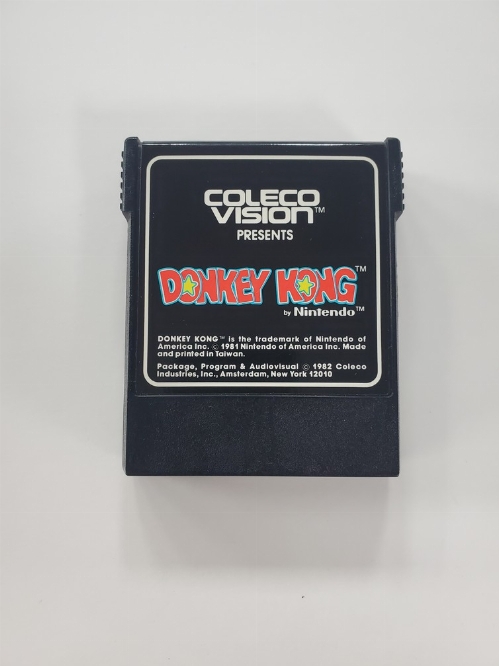 COLECO
VISION™
PRESENTS
DONKEY KONG™
by Nintendo™
DONKEY KONG™ is the trademark of Nintendo of
America Inc. © 1981 Nintendo of America Inc. Made
and printed in Taiwan.
Package, Program & Audiovisual © 1982 Coleco
Industries, Inc., Amsterdam, New York 12010